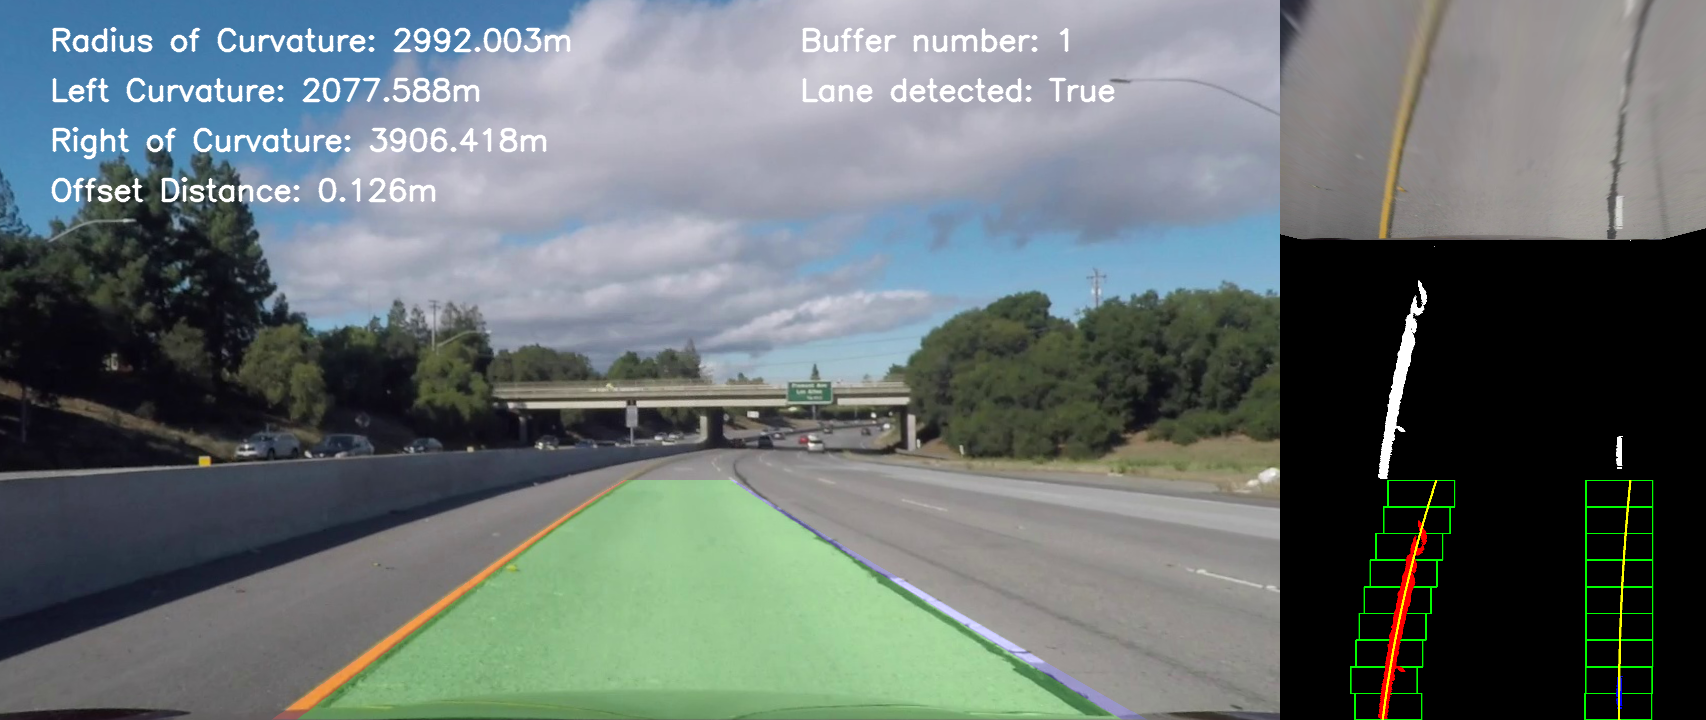 Radius of Curvature: 2992.003m
Left Curvature: 2077.588m
Right of Curvature: 3906.418m
Offset Distance: 0.126m
Buffer number: 1
Lane detected: True